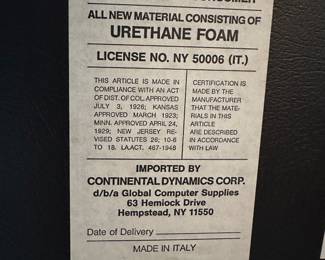 ALL NEW MATERIAL CONSISTING OF
URETHANE FOAM
LICENSE NO. NY 50006 (IT.)
THIS ARTICLE IS MADE IN
COMPLIANCE WITH AN ACT
OF DIST. OF COL. APPROVED
JULY 3, 1926; KANSAS
APPROVED MARCH 1923;
MINN. APPROVED APRIL 24,
1929; NEW JERSEY RE-
VISED STATUTES 26; 10-6
TO 18. LA.ACT. 467-1948
CERTIFICATION IS
MADE BY THE
MANUFACTURER
THAT THE MATE-
RIALS IN THIS
ARTICLE
ARE DESCRIBED
IN ACCORDANCE
WITH LAW
IMPORTED BY
CONTINENTAL DYNAMICS CORP.
d/b/a Global Computer Supplies
63 Hemlock Drive
Hempstead, NY 11550
Date of Delivery
MADE IN ITALY